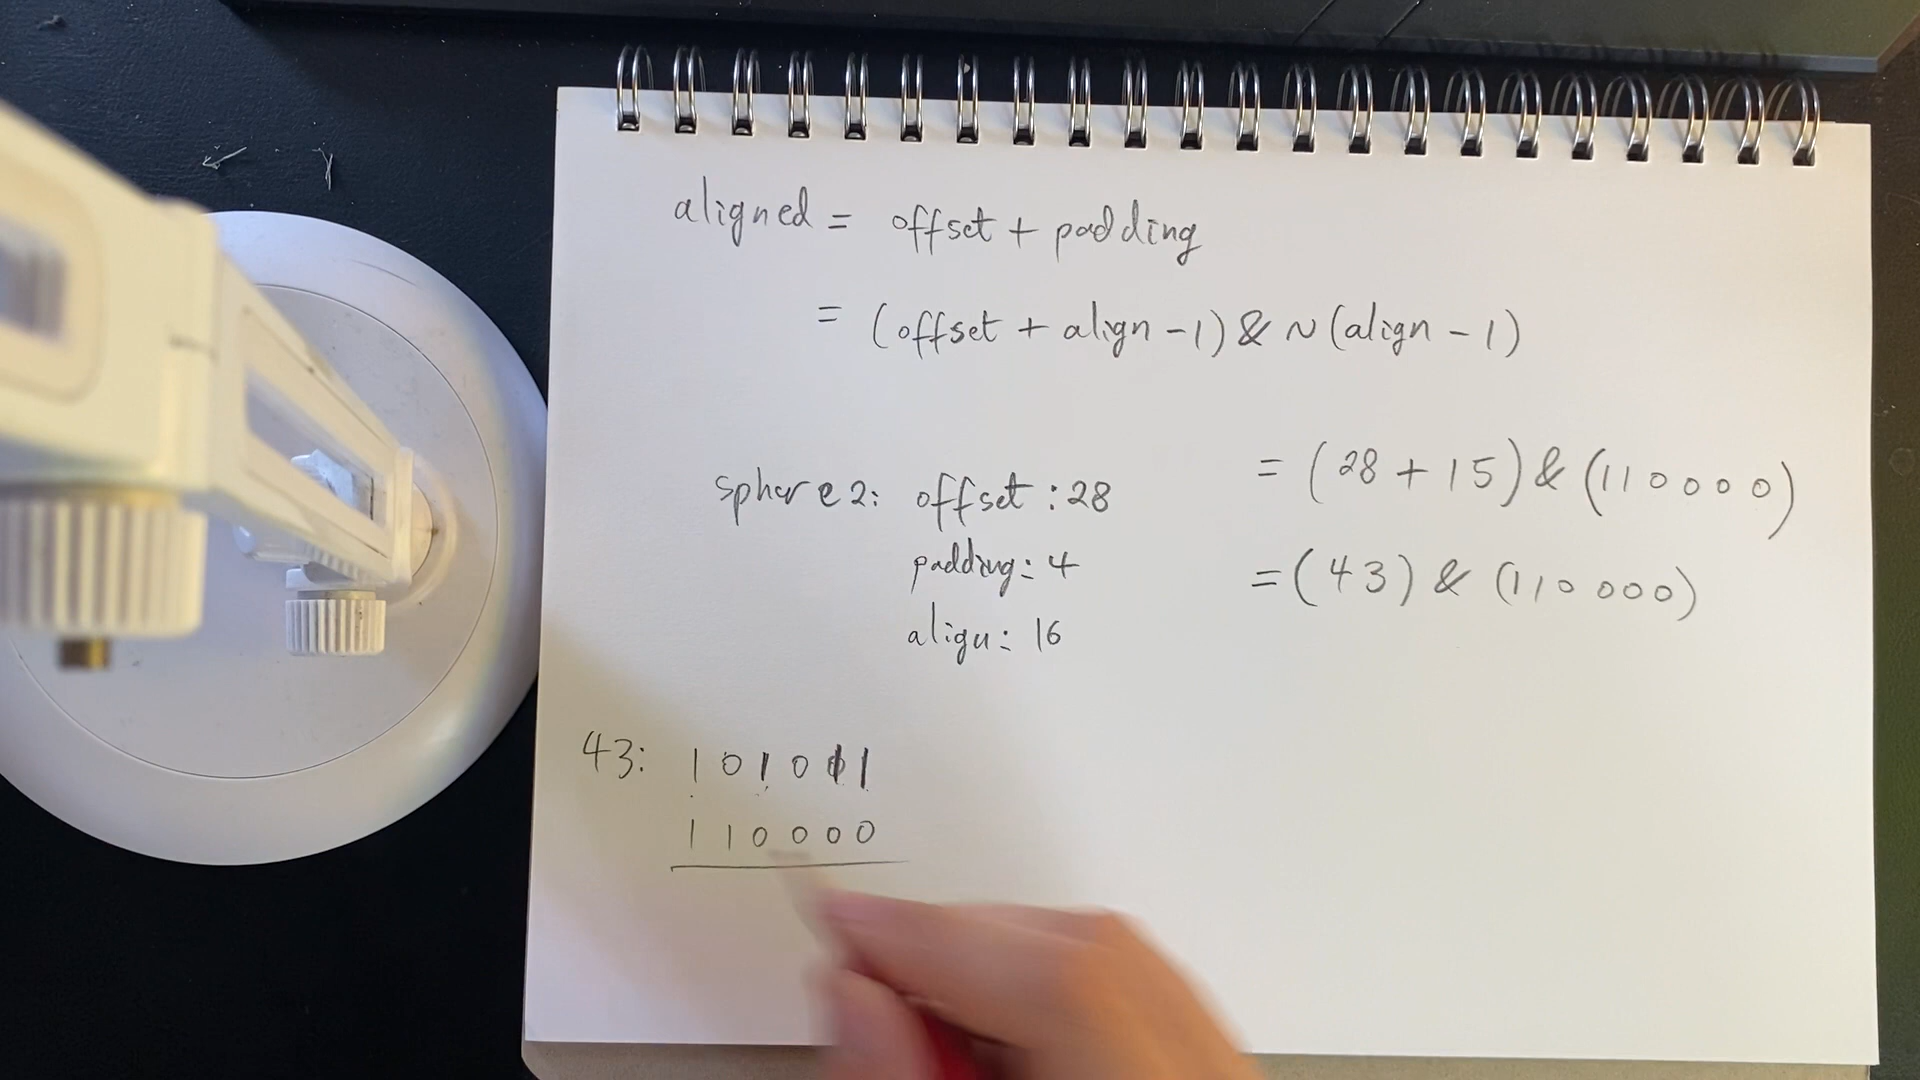 aligned = offset + padding
= (offset + align - 1) & ~ (align - 1)
sphere2: offset : 28
padding: 4
align: 16
= (28 + 15) & (110000)
= (43) & (110000)
43: 101011
110000